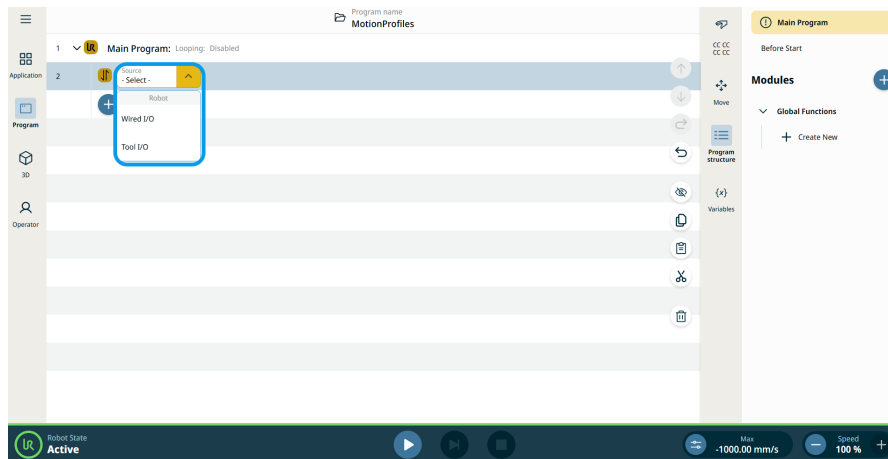 Program name
MotionProfiles
1 UR Main Program: Looping: Disabled
2 Source
- Select -
Robot
Wired I/O
Tool I/O
Application
Program
3D
Operator
CC CC
CC CC
Move
Program
structure
{x}
Variables
Main Program
Before Start
Modules
Global Functions
Create New
UR
Robot State
Active
Max
-1000.00 mm/s
Speed
100 %